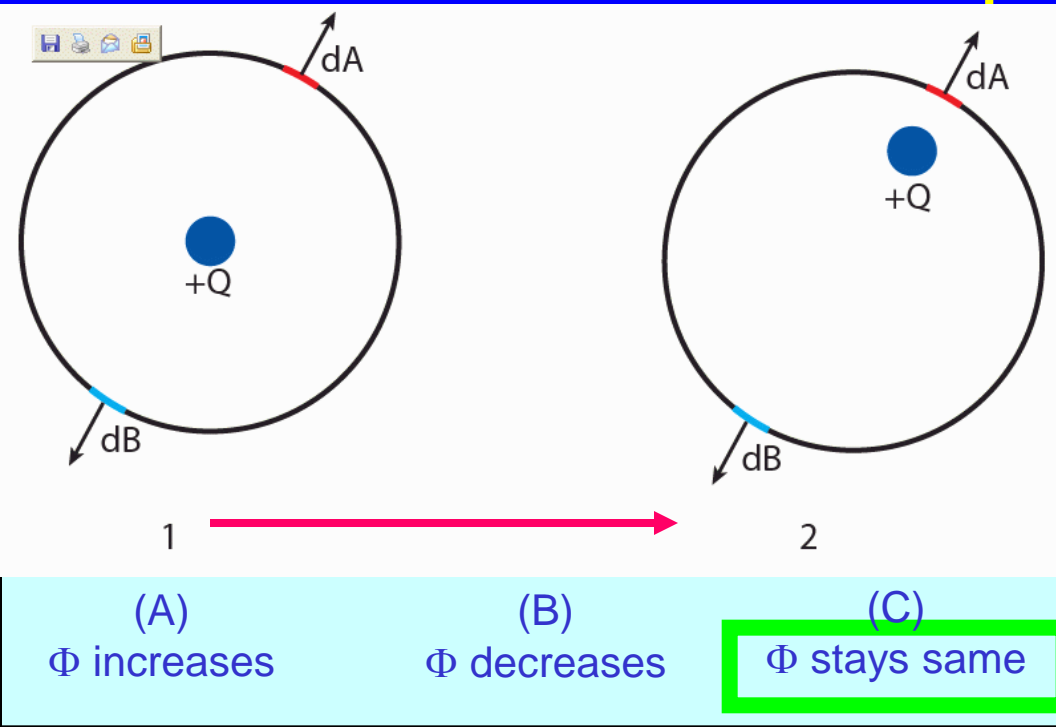 dA
+Q
dB
1
dA
+Q
dB
2
(A)
Φ increases
(B)
Φ decreases
(C)
Φ stays same